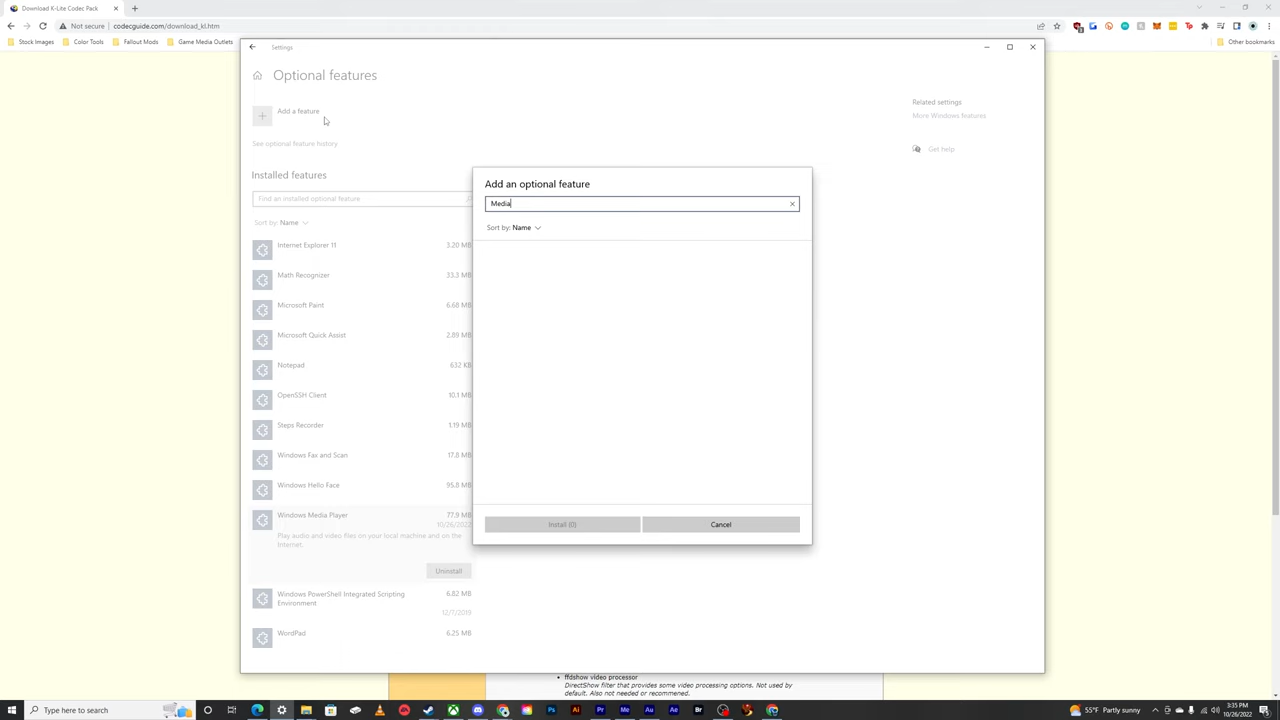 Download K-Lite Codec Pack
Not secure
codecguide.com/download_kl.htm
Stock Images
Color Tools
Fallout Mods
Game Media Outlets
Other bookmarks
Settings
Optional features
Add a feature
See optional feature history
Related settings
More Windows features
Get help
Installed features
Find an installed optional feature
Sort by: Name
Internet Explorer 11 3.20 MB
Math Recognizer 33.3 MB
Microsoft Paint 6.68 MB
Microsoft Quick Assist 2.89 MB
Notepad 632 KB
OpenSSH Client 10.1 MB
Steps Recorder 1.19 MB
Windows Fax and Scan 17.8 MB
Windows Hello Face 95.8 MB
Windows Media Player 77.9 MB
10/26/2022
Play audio and video files on your local machine and on the
Internet.
Uninstall
Windows PowerShell Integrated Scripting 6.82 MB
Environment
12/7/2019
WordPad 6.25 MB
Add an optional feature
Media
Sort by: Name
Install (0)
Cancel
ffdshow video processor
DirectShow filter that provides some video processing options. Not used by
default. Also not needed or recommended.
Type here to search
Ps
Ai
Pr
Me
Au
Ae
Br
55°F Partly sunny
3:35 PM
10/26/2022